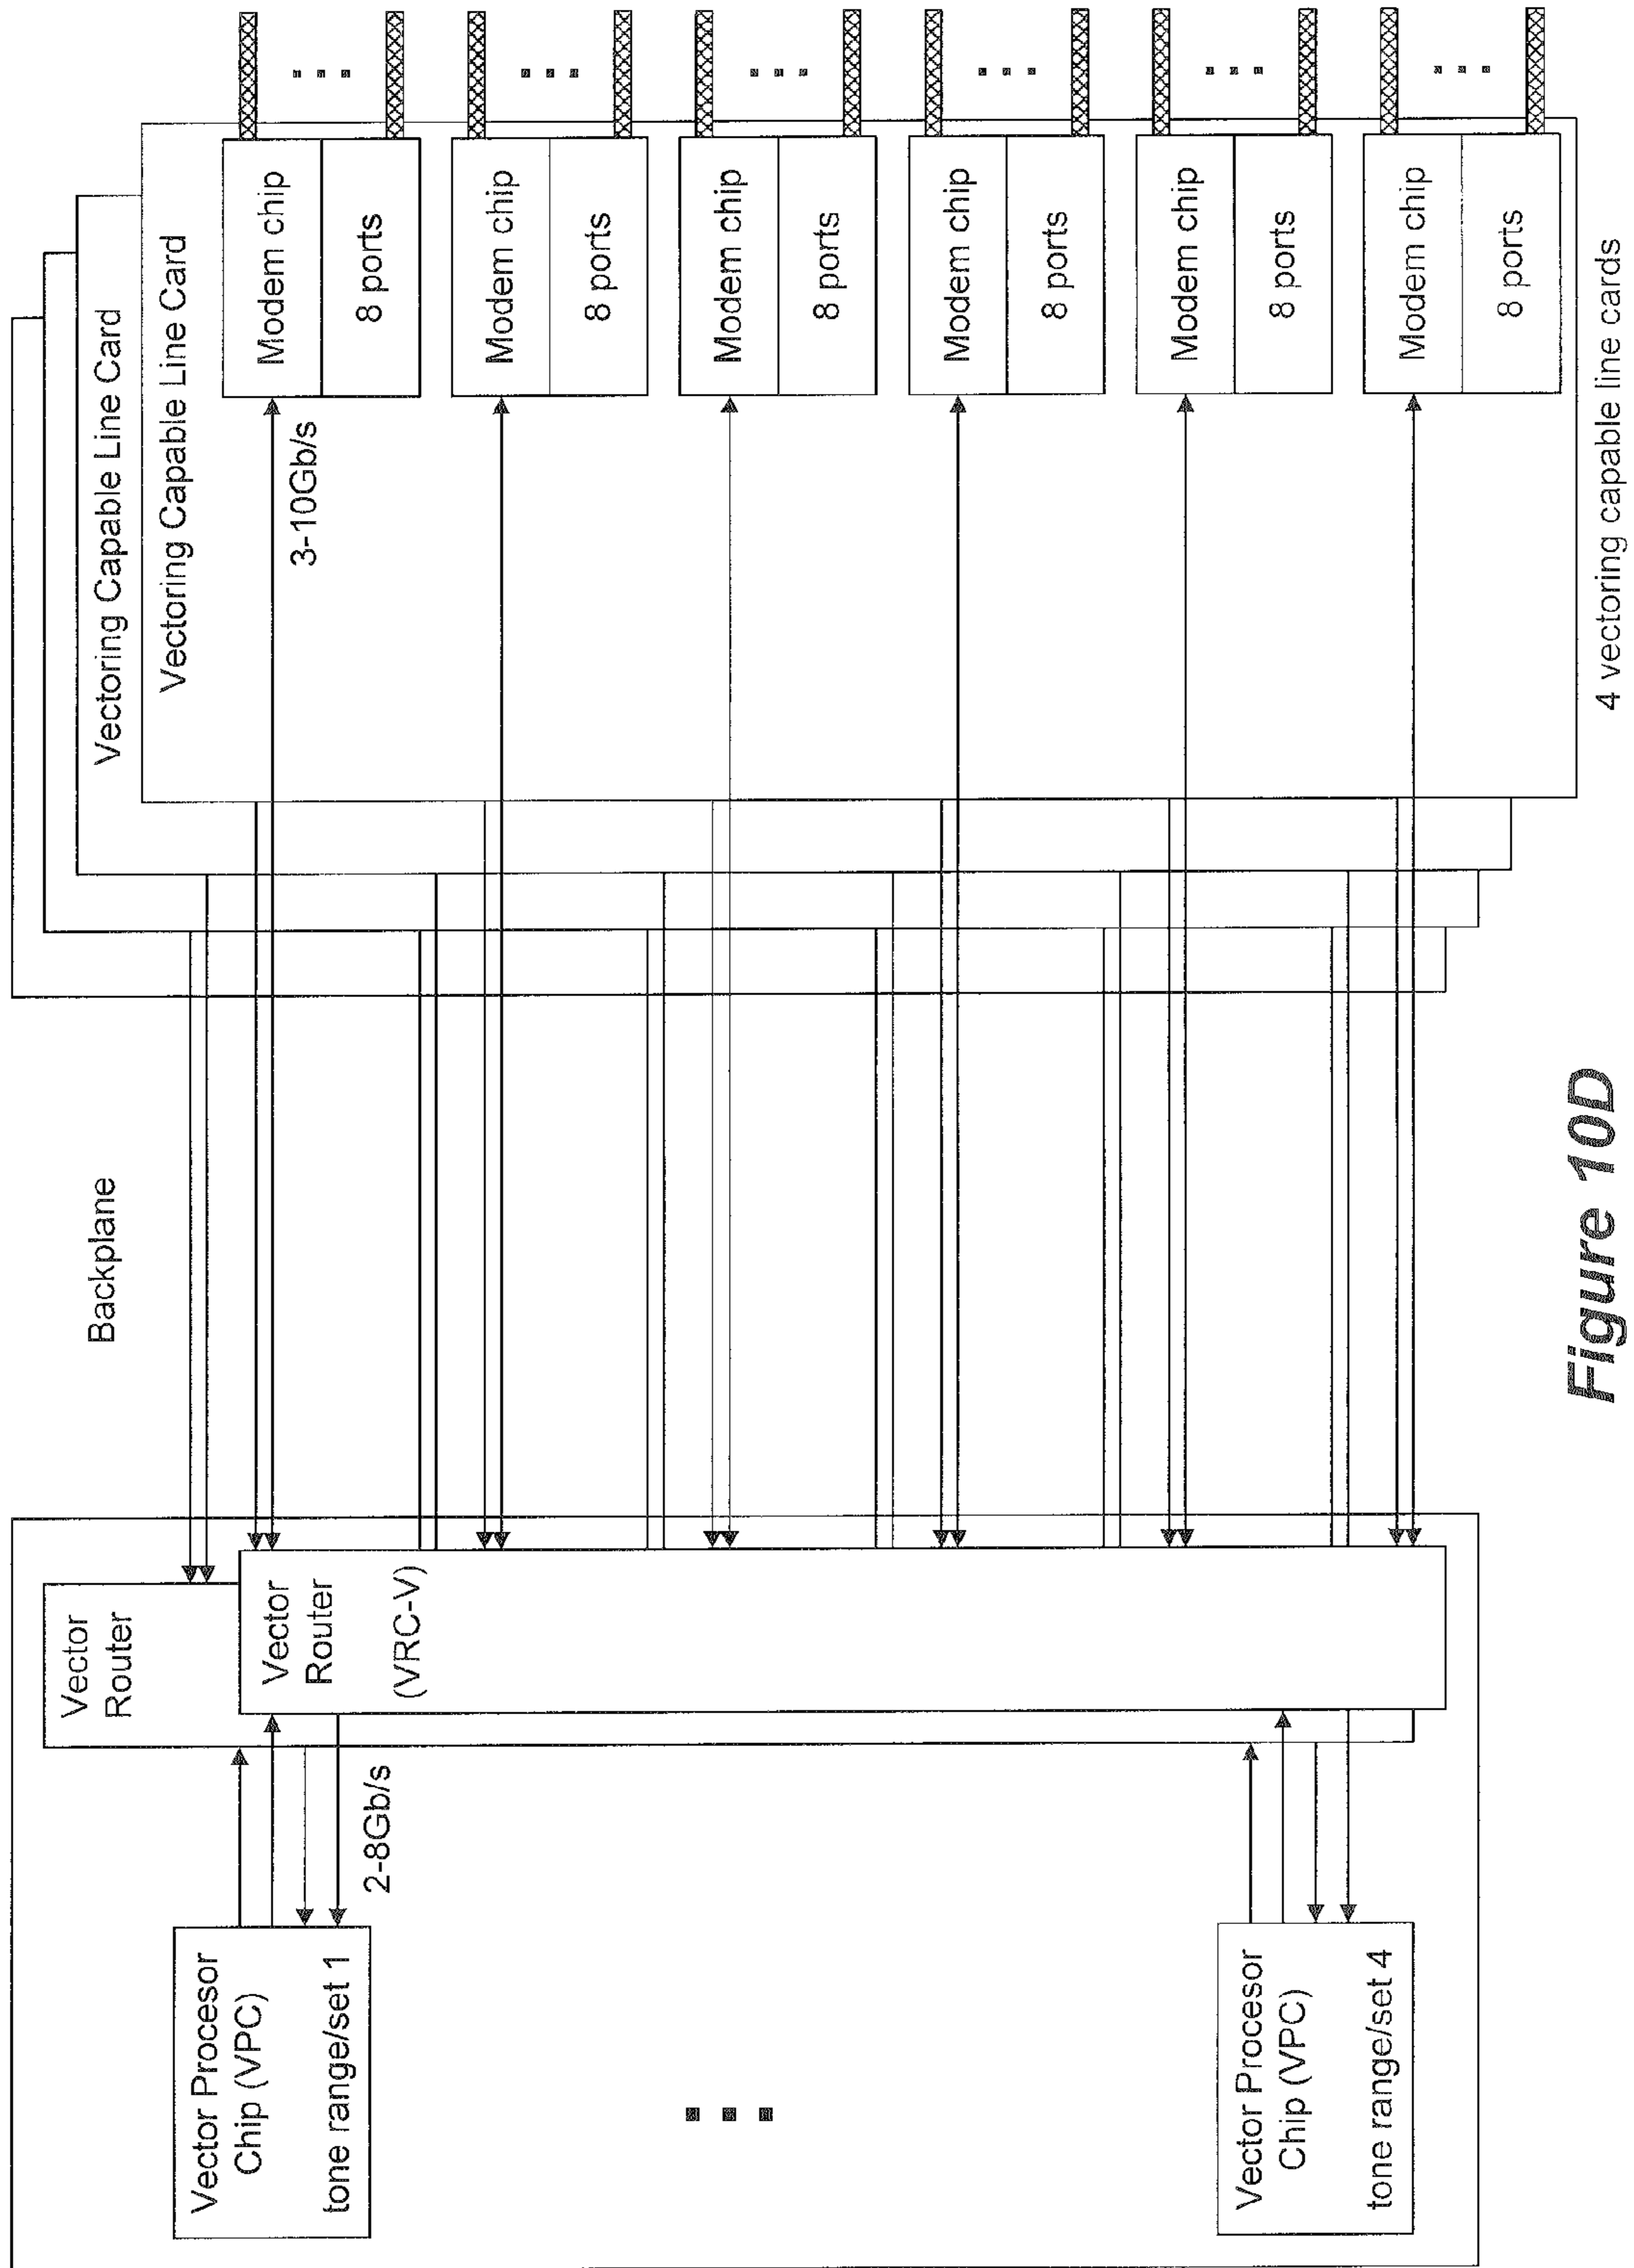 Vector Procesor
Chip (VPC)
tone range/set 1
Vector Procesor
Chip (VPC)
tone range/set 4
2-8Gb/s
Vector
Router
Vector
Router
(VRC-V)
Backplane
Vectoring Capable Line Card
Vectoring Capable Line Card
3-10Gb/s
Modem chip
8 ports
Modem chip
8 ports
Modem chip
8 ports
Modem chip
8 ports
Modem chip
8 ports
Modem chip
8 ports
4 vectoring capable line cards
Figure 10D